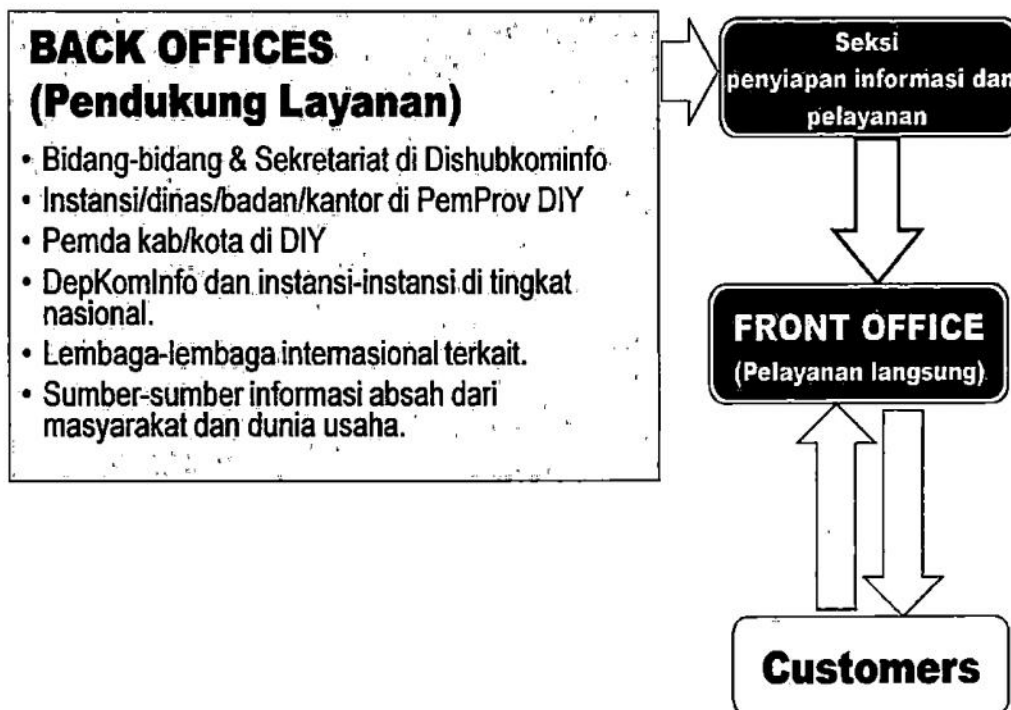 BACK OFFICES
(Pendukung Layanan)
• Bidang-bidang & Sekretariat di Dishubkominfo
• Instansi/dinas/badan/kantor di PemProv DIY
• Pemda kab/kota di DIY
• DepKomInfo dan instansi-instansi di tingkat
nasional.
• Lembaga-lembaga internasional terkait.
• Sumber-sumber informasi absah dari
masyarakat dan dunia usaha.
Seksi
penyiapan informasi dan
pelayanan
FRONT OFFICE
(Pelayanan langsung)
Customers